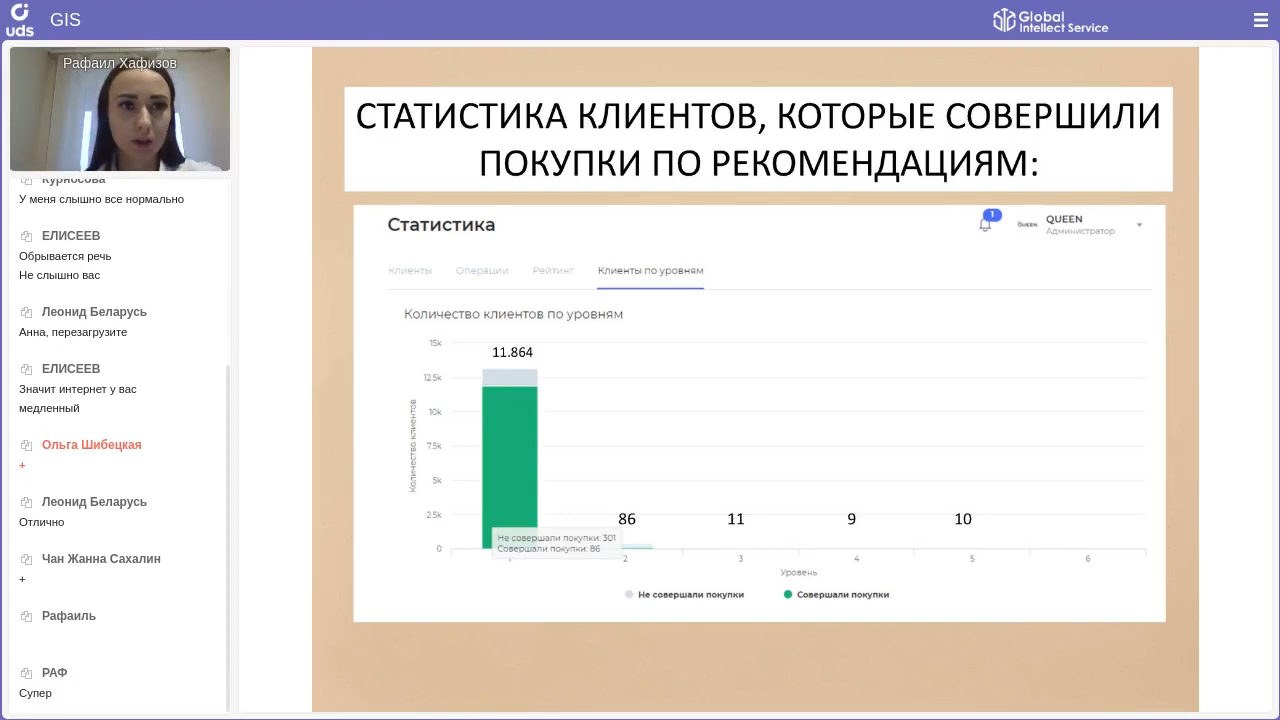 uds
GIS
Global
Intellect Service
Рафаил Хафизов
Курносова
У меня слышно все нормально
ЕЛИСЕЕВ
Обрывается речь
Не слышно вас
Леонид Беларусь
Анна, перезагрузите
ЕЛИСЕЕВ
Значит интернет у вас
медленный
Ольга Шибецкая
+
Леонид Беларусь
Отлично
Чан Жанна Сахалин
+
Рафаиль
РАФ
Супер
СТАТИСТИКА КЛИЕНТОВ, КОТОРЫЕ СОВЕРШИЛИ
ПОКУПКИ ПО РЕКОМЕНДАЦИЯМ:
Статистика
1
QUEEN
QUEEN
Администратор
Клиенты Операции Рейтинг Клиенты по уровням
Количество клиентов по уровням
Количество клиентов
15k
12.5k
10k
7.5k
5k
2.5k
0
11.864
86 11 9 10
Не совершали покупки: 301
Совершали покупки: 86
1 2 3 4 5 6
Уровень
Не совершали покупки Совершали покупки